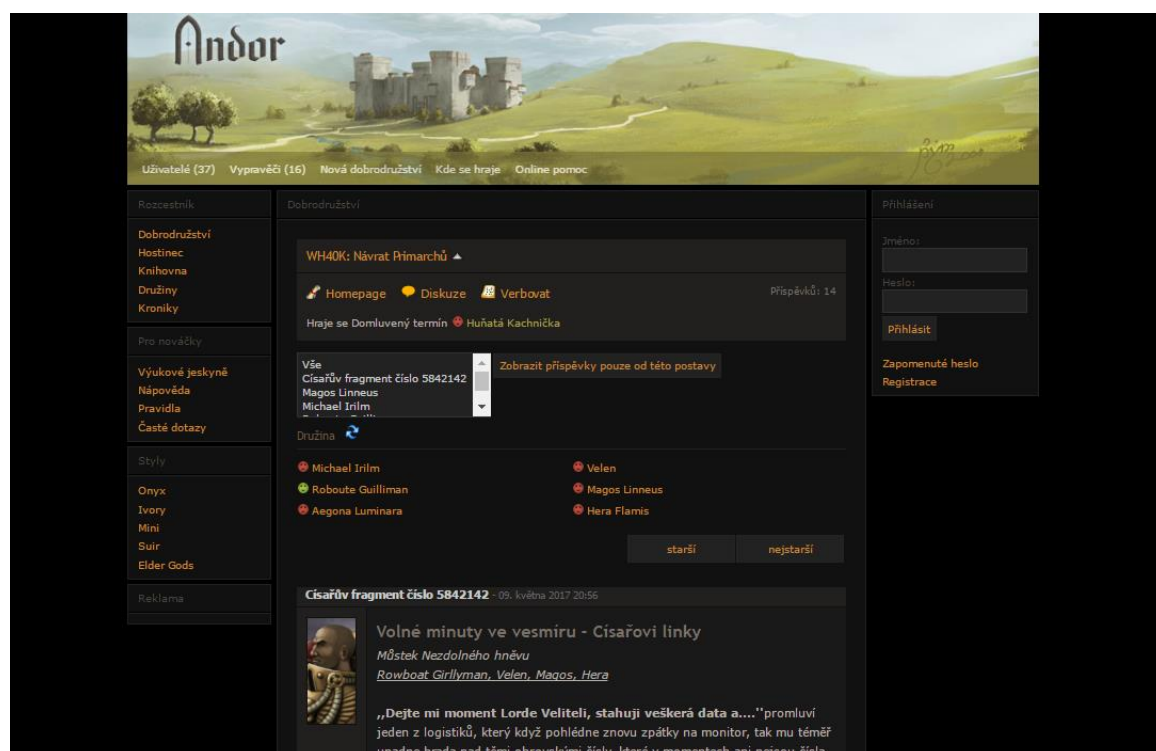 Andor
Uživatelé (37) Vypravěči (16) Nová dobrodružství Kde se hraje Online pomoc
Rozcestník
Dobrodružství
Hostinec
Knihovna
Družiny
Kroniky
Pro nováčky
Výukové jeskyně
Nápověda
Pravidla
Časté dotazy
Styly
Onyx
Ivory
Mini
Suir
Elder Gods
Reklama
Dobrodružství
WH40K: Návrat Primarchů
Homepage Diskuze Verbovat Příspěvků: 14
Hraje se Domluvený termín Huňatá Kachnička
Vše
Císařův fragment číslo 5842142
Magos Linneus
Michael Irilm
Zobrazit příspěvky pouze od této postavy
Družina
Michael Irilm Velen
Roboute Guilliman Magos Linneus
Aegona Luminara Hera Flamis
starší nejstarší
Císařův fragment číslo 5842142 - 09. května 2017 20:56
Volné minuty ve vesmíru - Císařovi linky
Můstek Nezdolného hněvu
Rowboat Girllyman, Velen, Magos, Hera
,,Dejte mi moment Lorde Veliteli, stahuji veškerá data a....''promluví
jeden z logistiků, který když pohlédne znovu zpátky na monitor, tak mu téměř
Přihlášení
Jméno:
Heslo:
Přihlásit
Zapomenuté heslo
Registrace